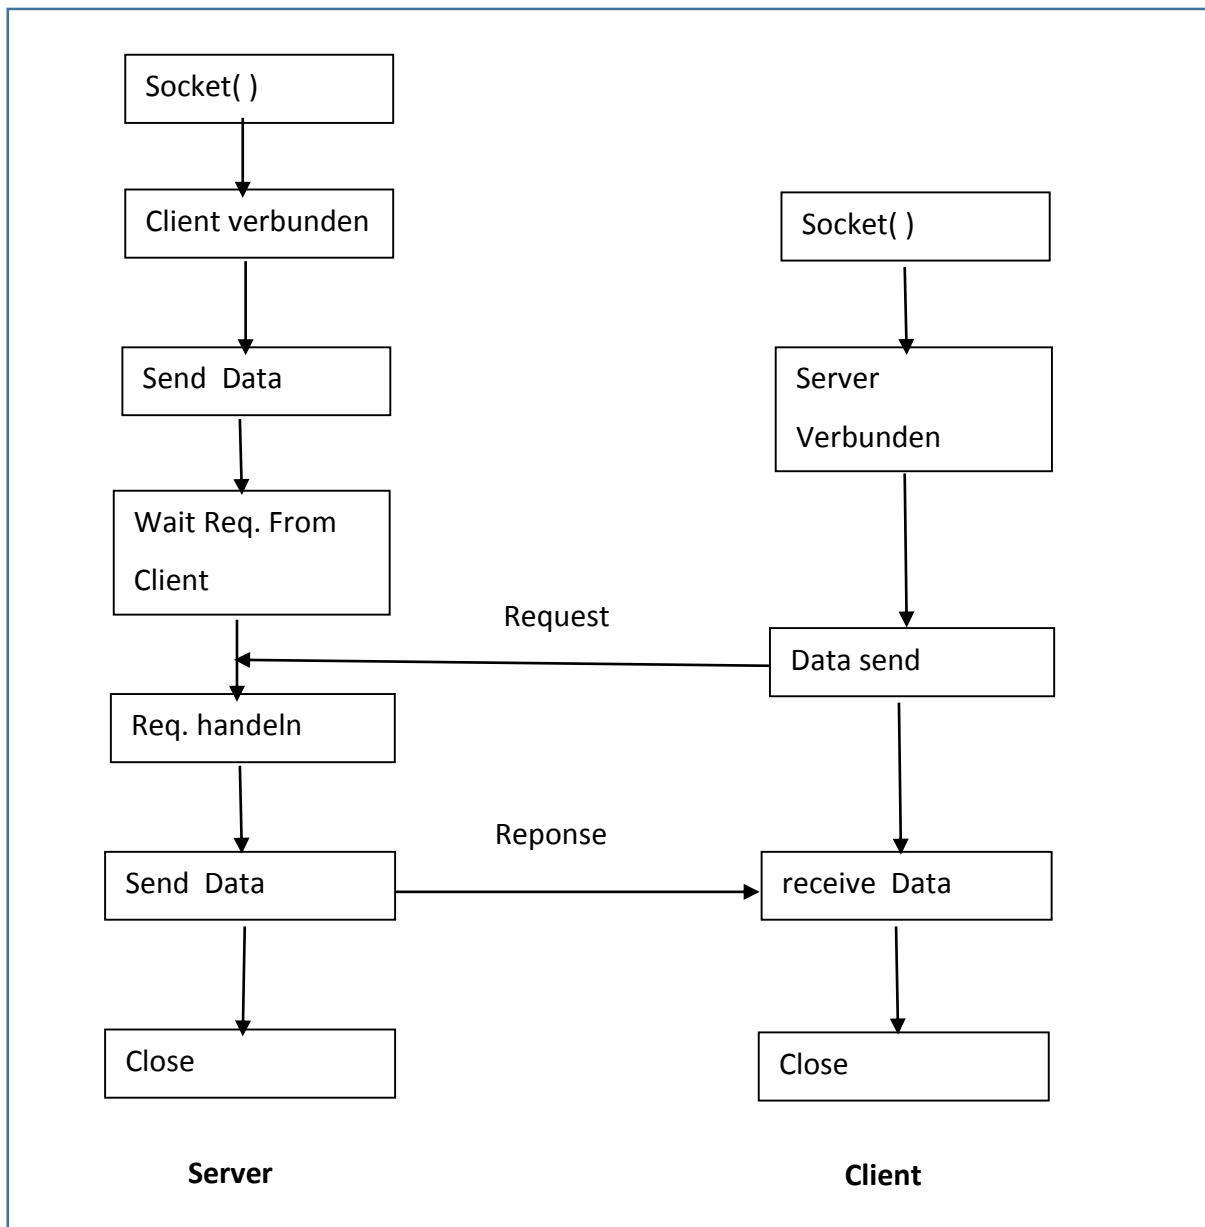 Socket( )
Client verbunden
Send  Data
Wait Req. From
Client
Req. handeln
Send  Data
Close
Server
Request
Reponse
Socket( )
Server
Verbunden
Data send
receive  Data
Close
Client